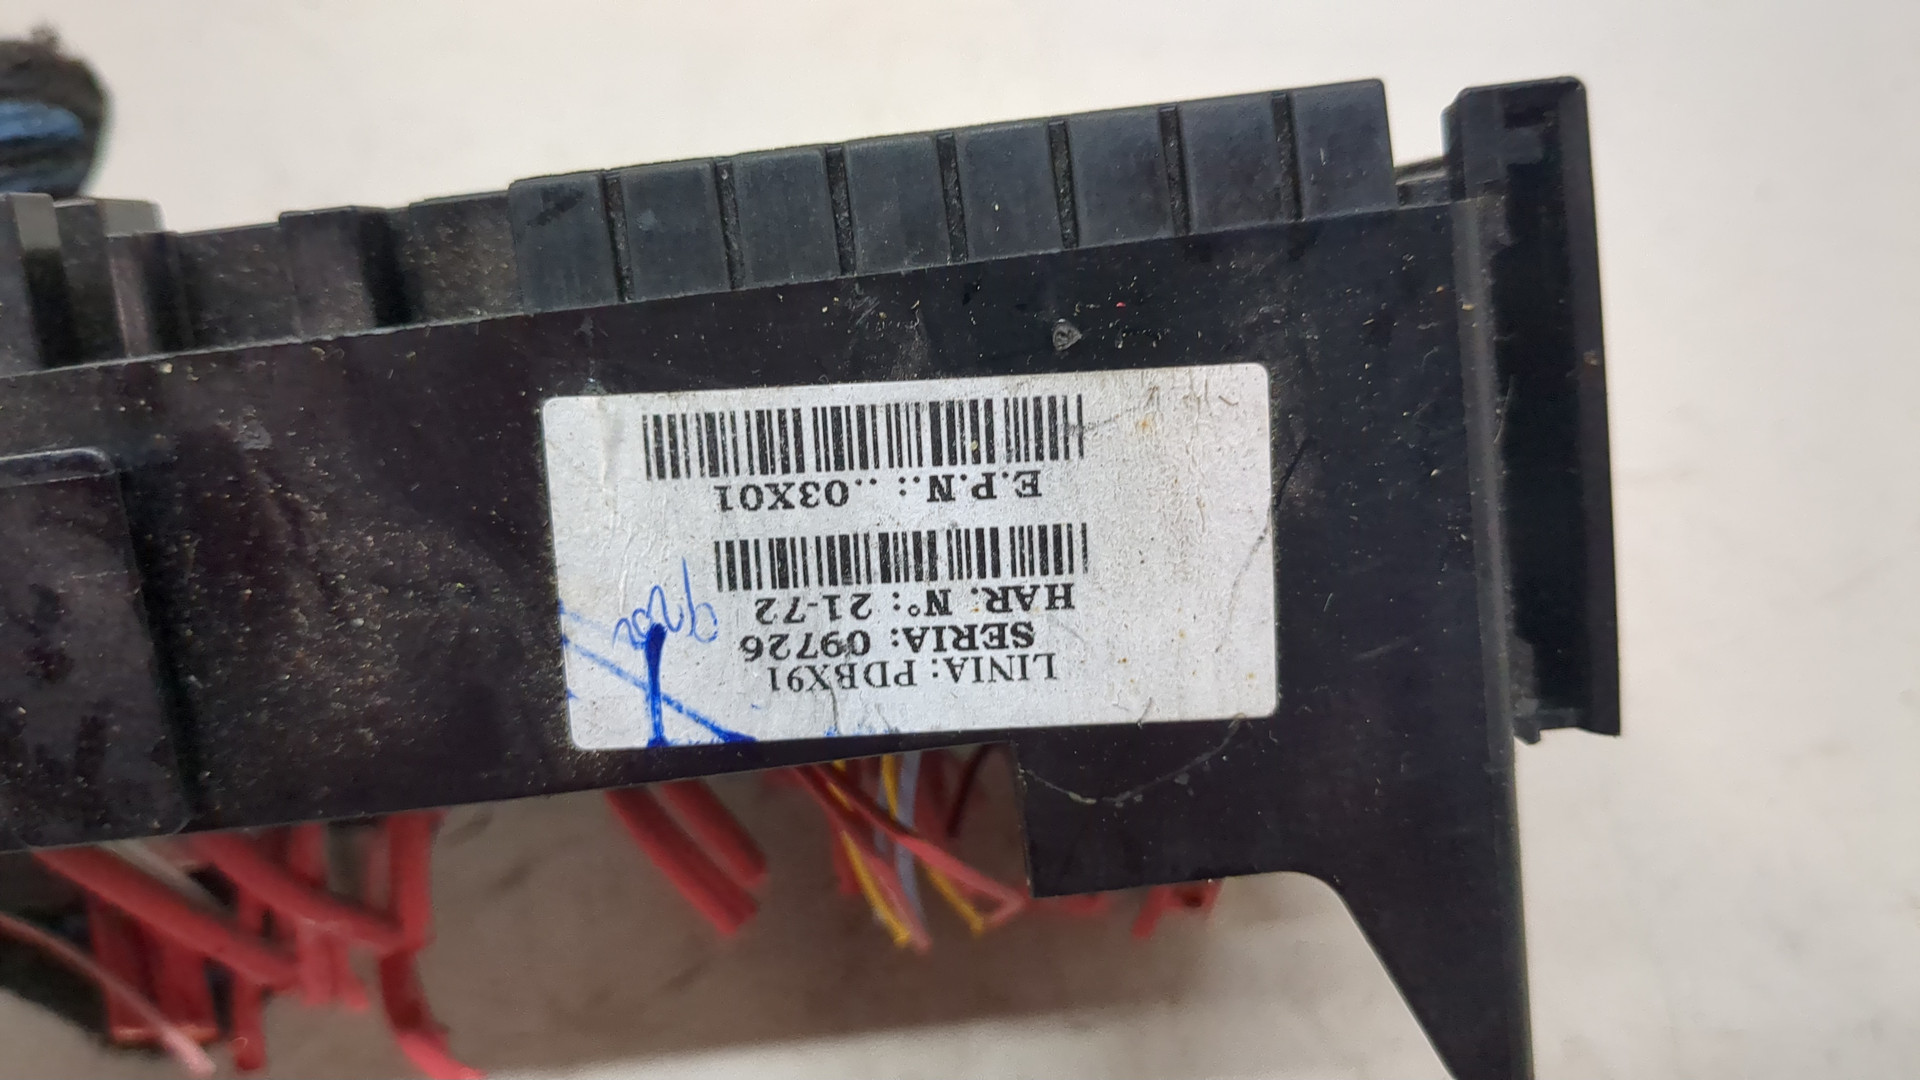 LINIA: PDBX91
SERIA: 09726
HAR. N°: 21-72
E.P.N.: ..03X01